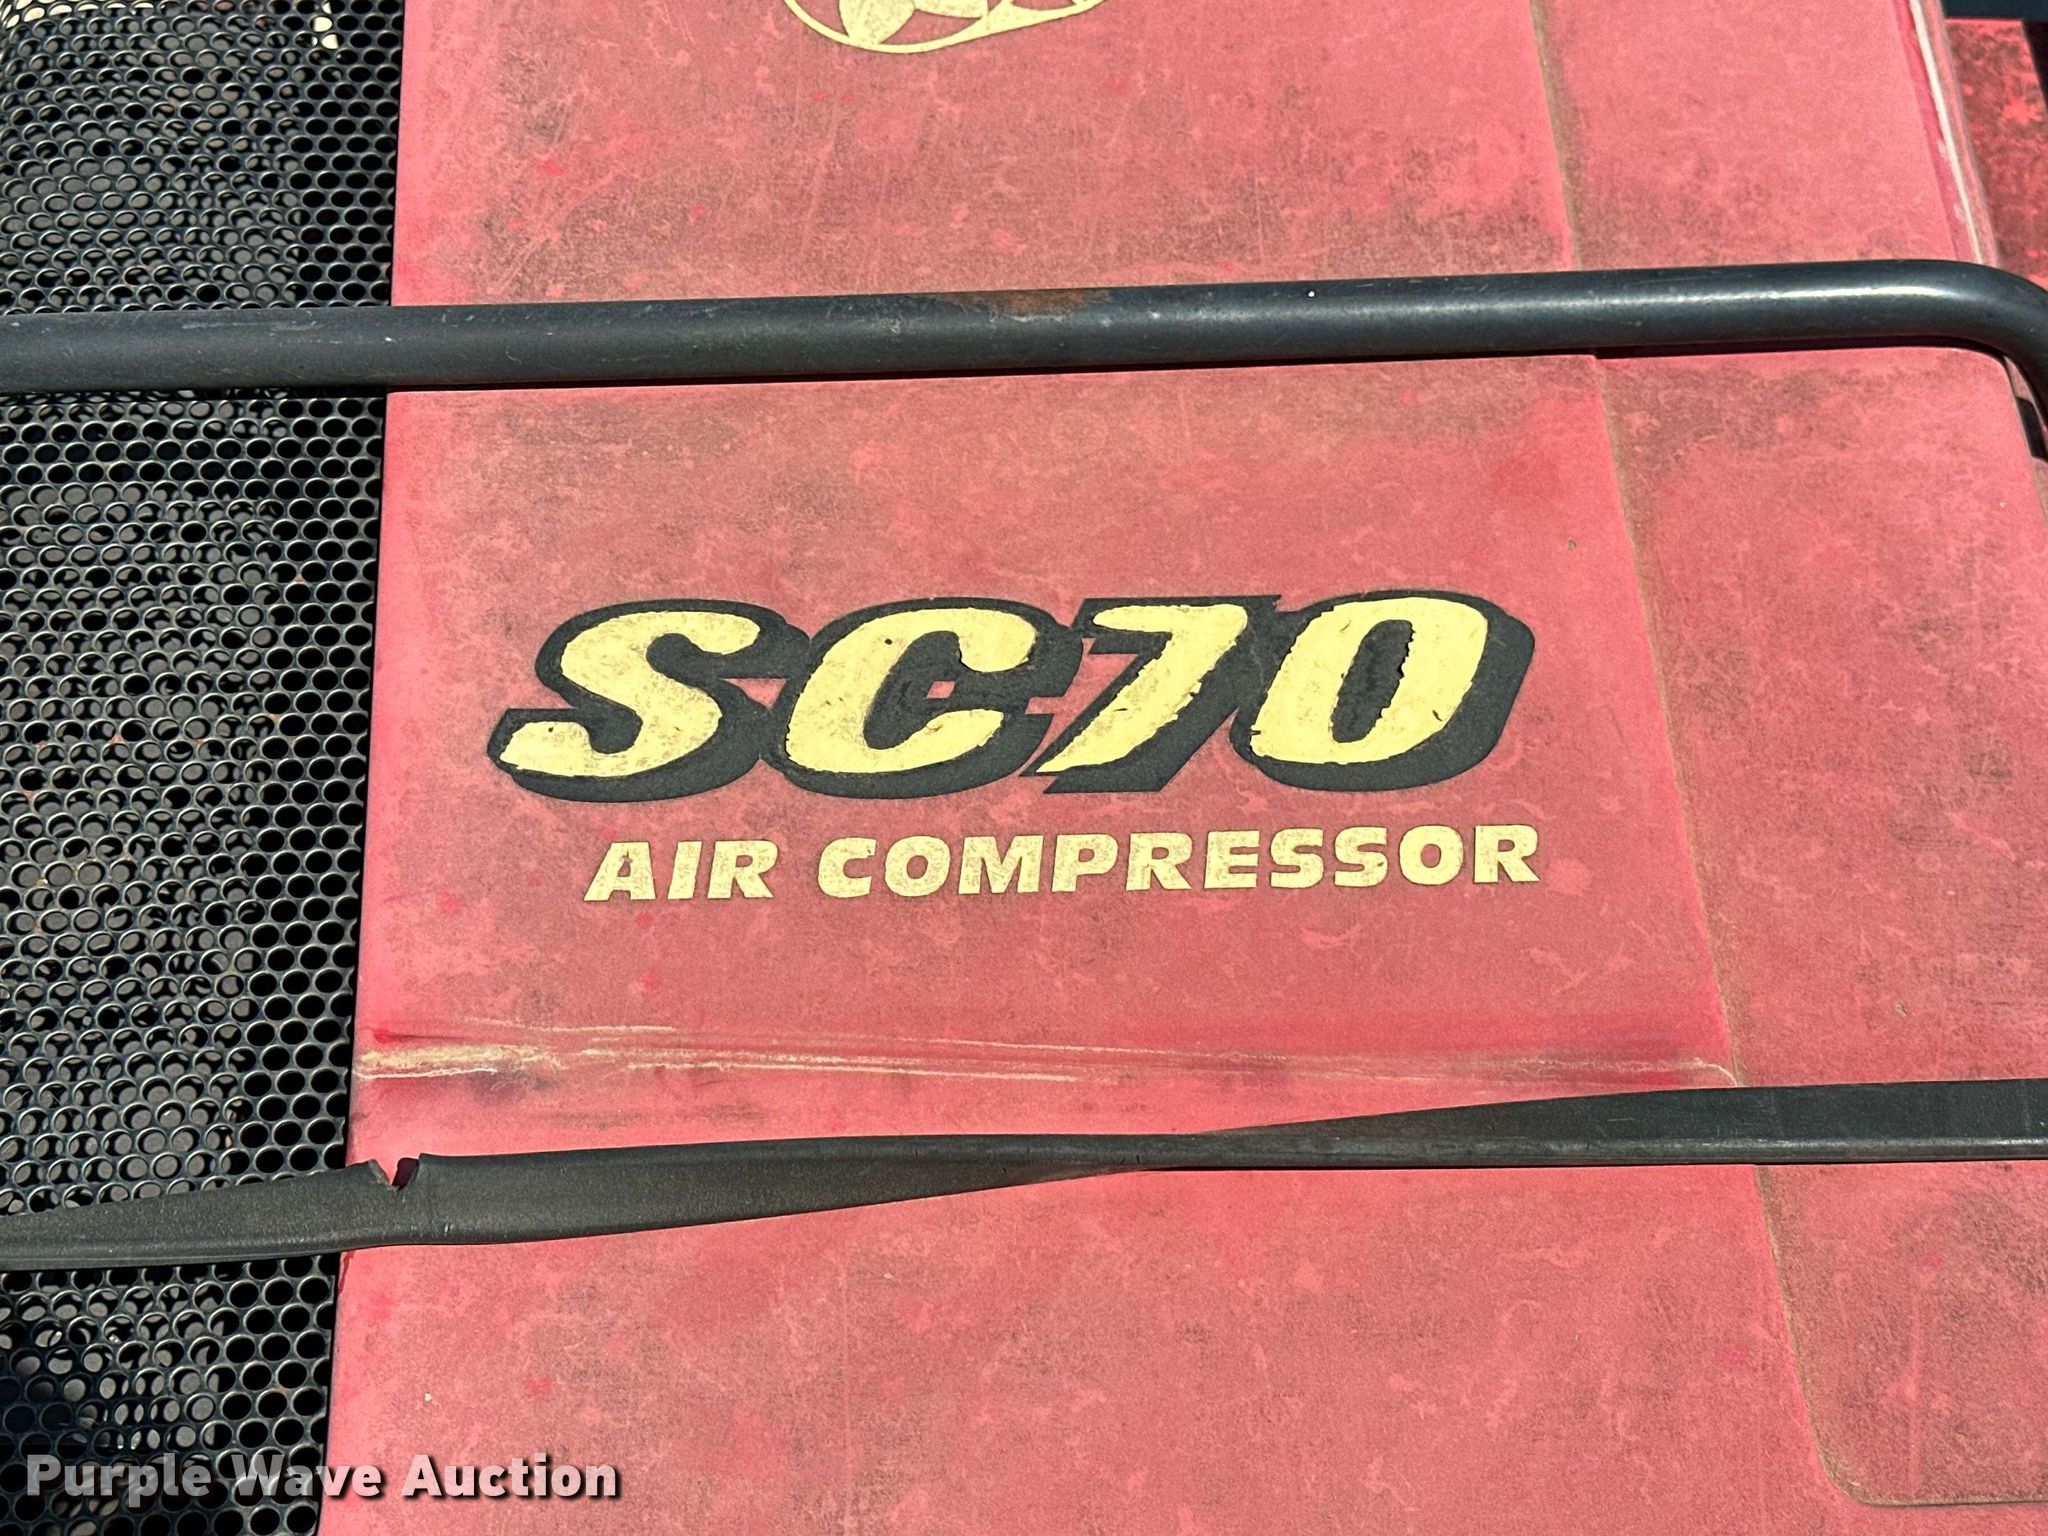 SC70
AIR COMPRESSOR
Purple Wave Auction